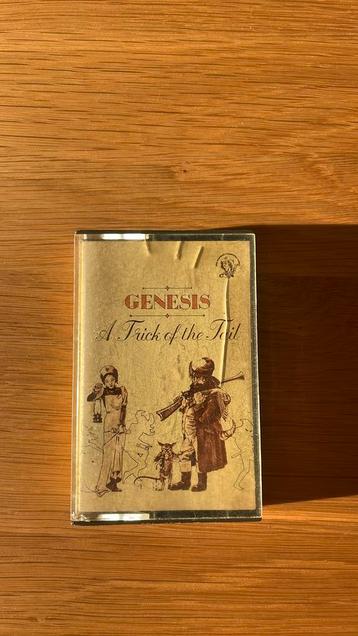 GENESIS
A Trick of the Tail